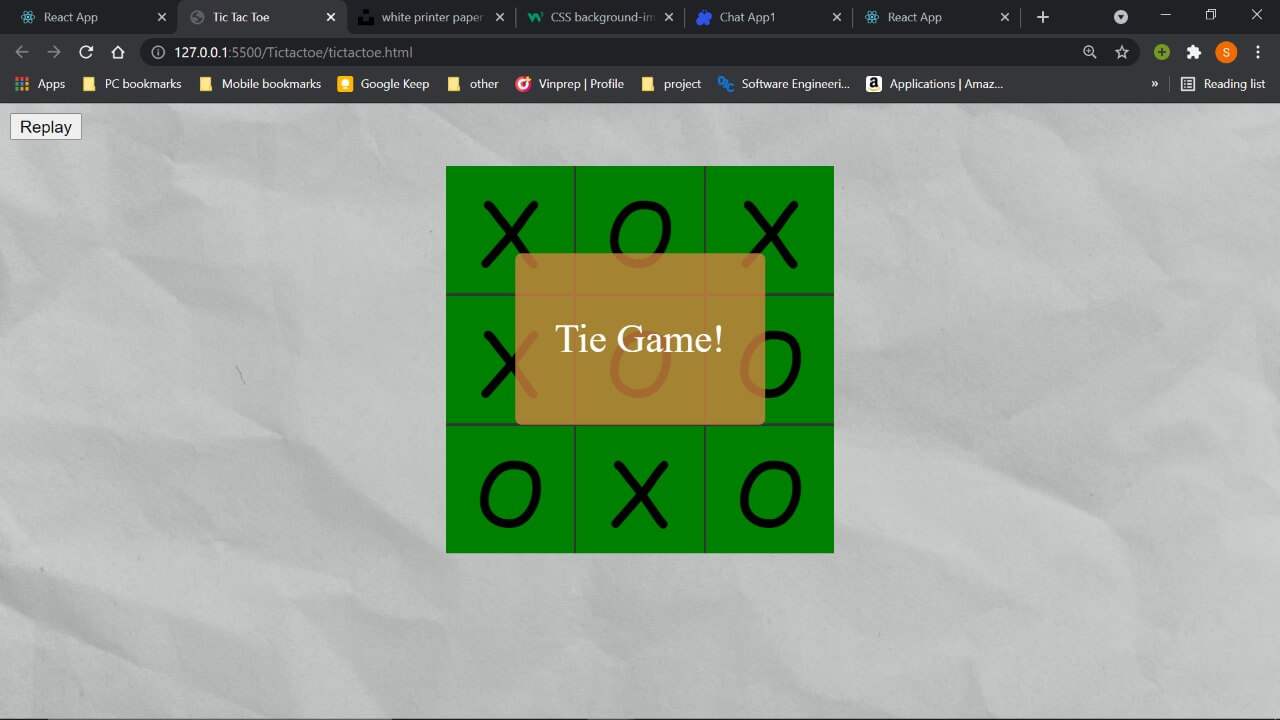 React App
Tic Tac Toe
white printer paper
CSS background-im
Chat App1
React App
127.0.0.1:5500/Tictactoe/tictactoe.html
S
Apps
PC bookmarks
Mobile bookmarks
Google Keep
other
Vinprep | Profile
project
Software Engineeri...
a
Applications | Amaz...
»
Reading list
Replay
X O X
X O O
Tie Game!
O X O